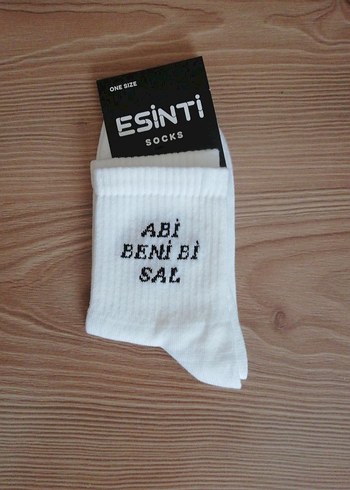 ONE SIZE
ESİNTİ
SOCKS
ABİ
BENİ Bİ
SAL